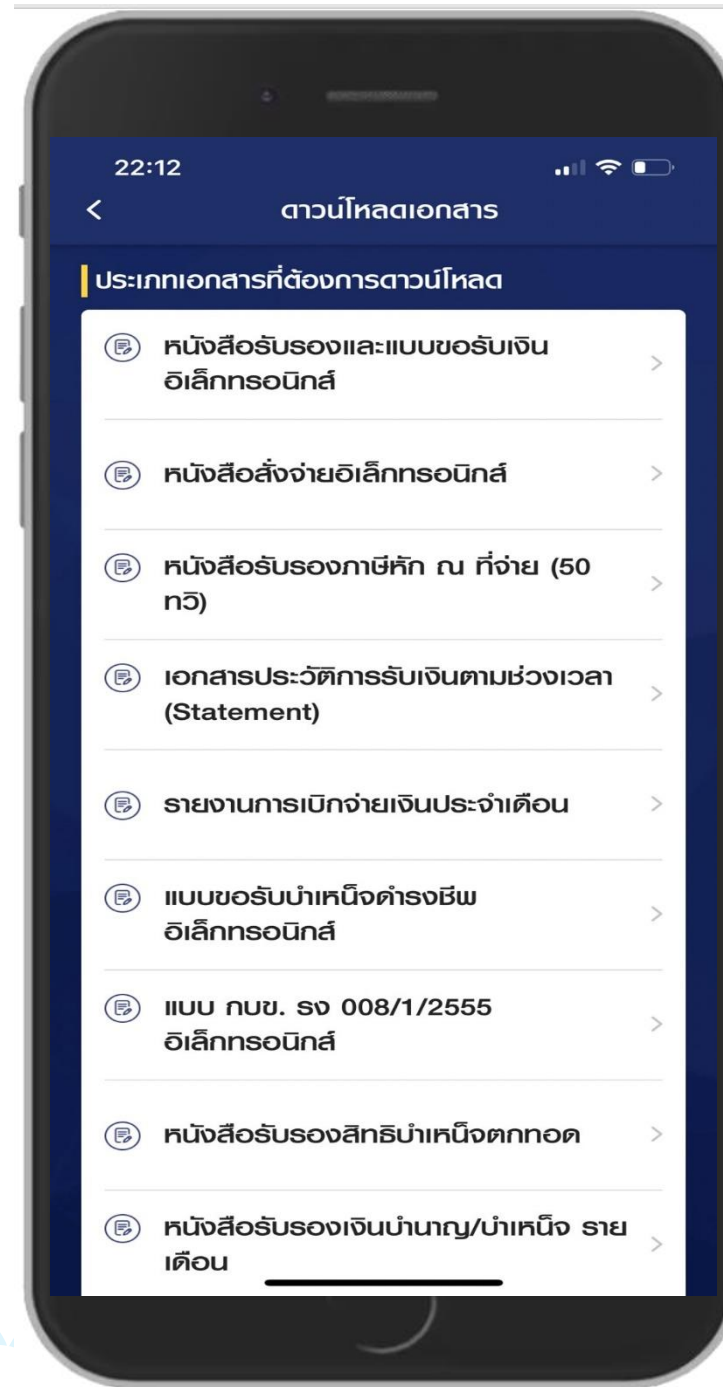 22:12
ดาวน์โหลดเอกสาร
ประเภทเอกสารที่ต้องการดาวน์โหลด
หนังสือรับรองและแบบขอรับเงิน
อิเล็กทรอนิกส์
หนังสือสั่งจ่ายอิเล็กทรอนิกส์
หนังสือรับรองภาษีหัก ณ ที่จ่าย (50
ทวิ)
เอกสารประวัติการรับเงินตามช่วงเวลา
(Statement)
รายงานการเบิกจ่ายเงินประจำเดือน
แบบขอรับบำเหน็จดำรงชีพ
อิเล็กทรอนิกส์
แบบ กบข. รง 008/1/2555
อิเล็กทรอนิกส์
หนังสือรับรองสิทธิบำเหน็จตกทอด
หนังสือรับรองเงินบำนาญ/บำเหน็จ ราย
เดือน